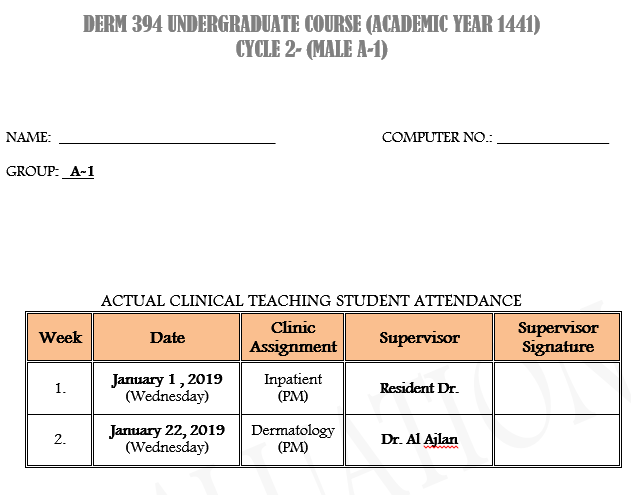 DERM 394 UNDERGRADUATE COURSE (ACADEMIC YEAR 1441)
CYCLE 2- (MALE A-1)
NAME: ____________________ COMPUTER NO.: ____________
GROUP: A-1
ACTUAL CLINICAL TEACHING STUDENT ATTENDANCE
Week Date Clinic Assignment Supervisor Supervisor Signature
1. January 1 , 2019 (Wednesday) Inpatient (PM) Resident Dr.
2. January 22, 2019 (Wednesday) Dermatology (PM) Dr. Al Ajlan